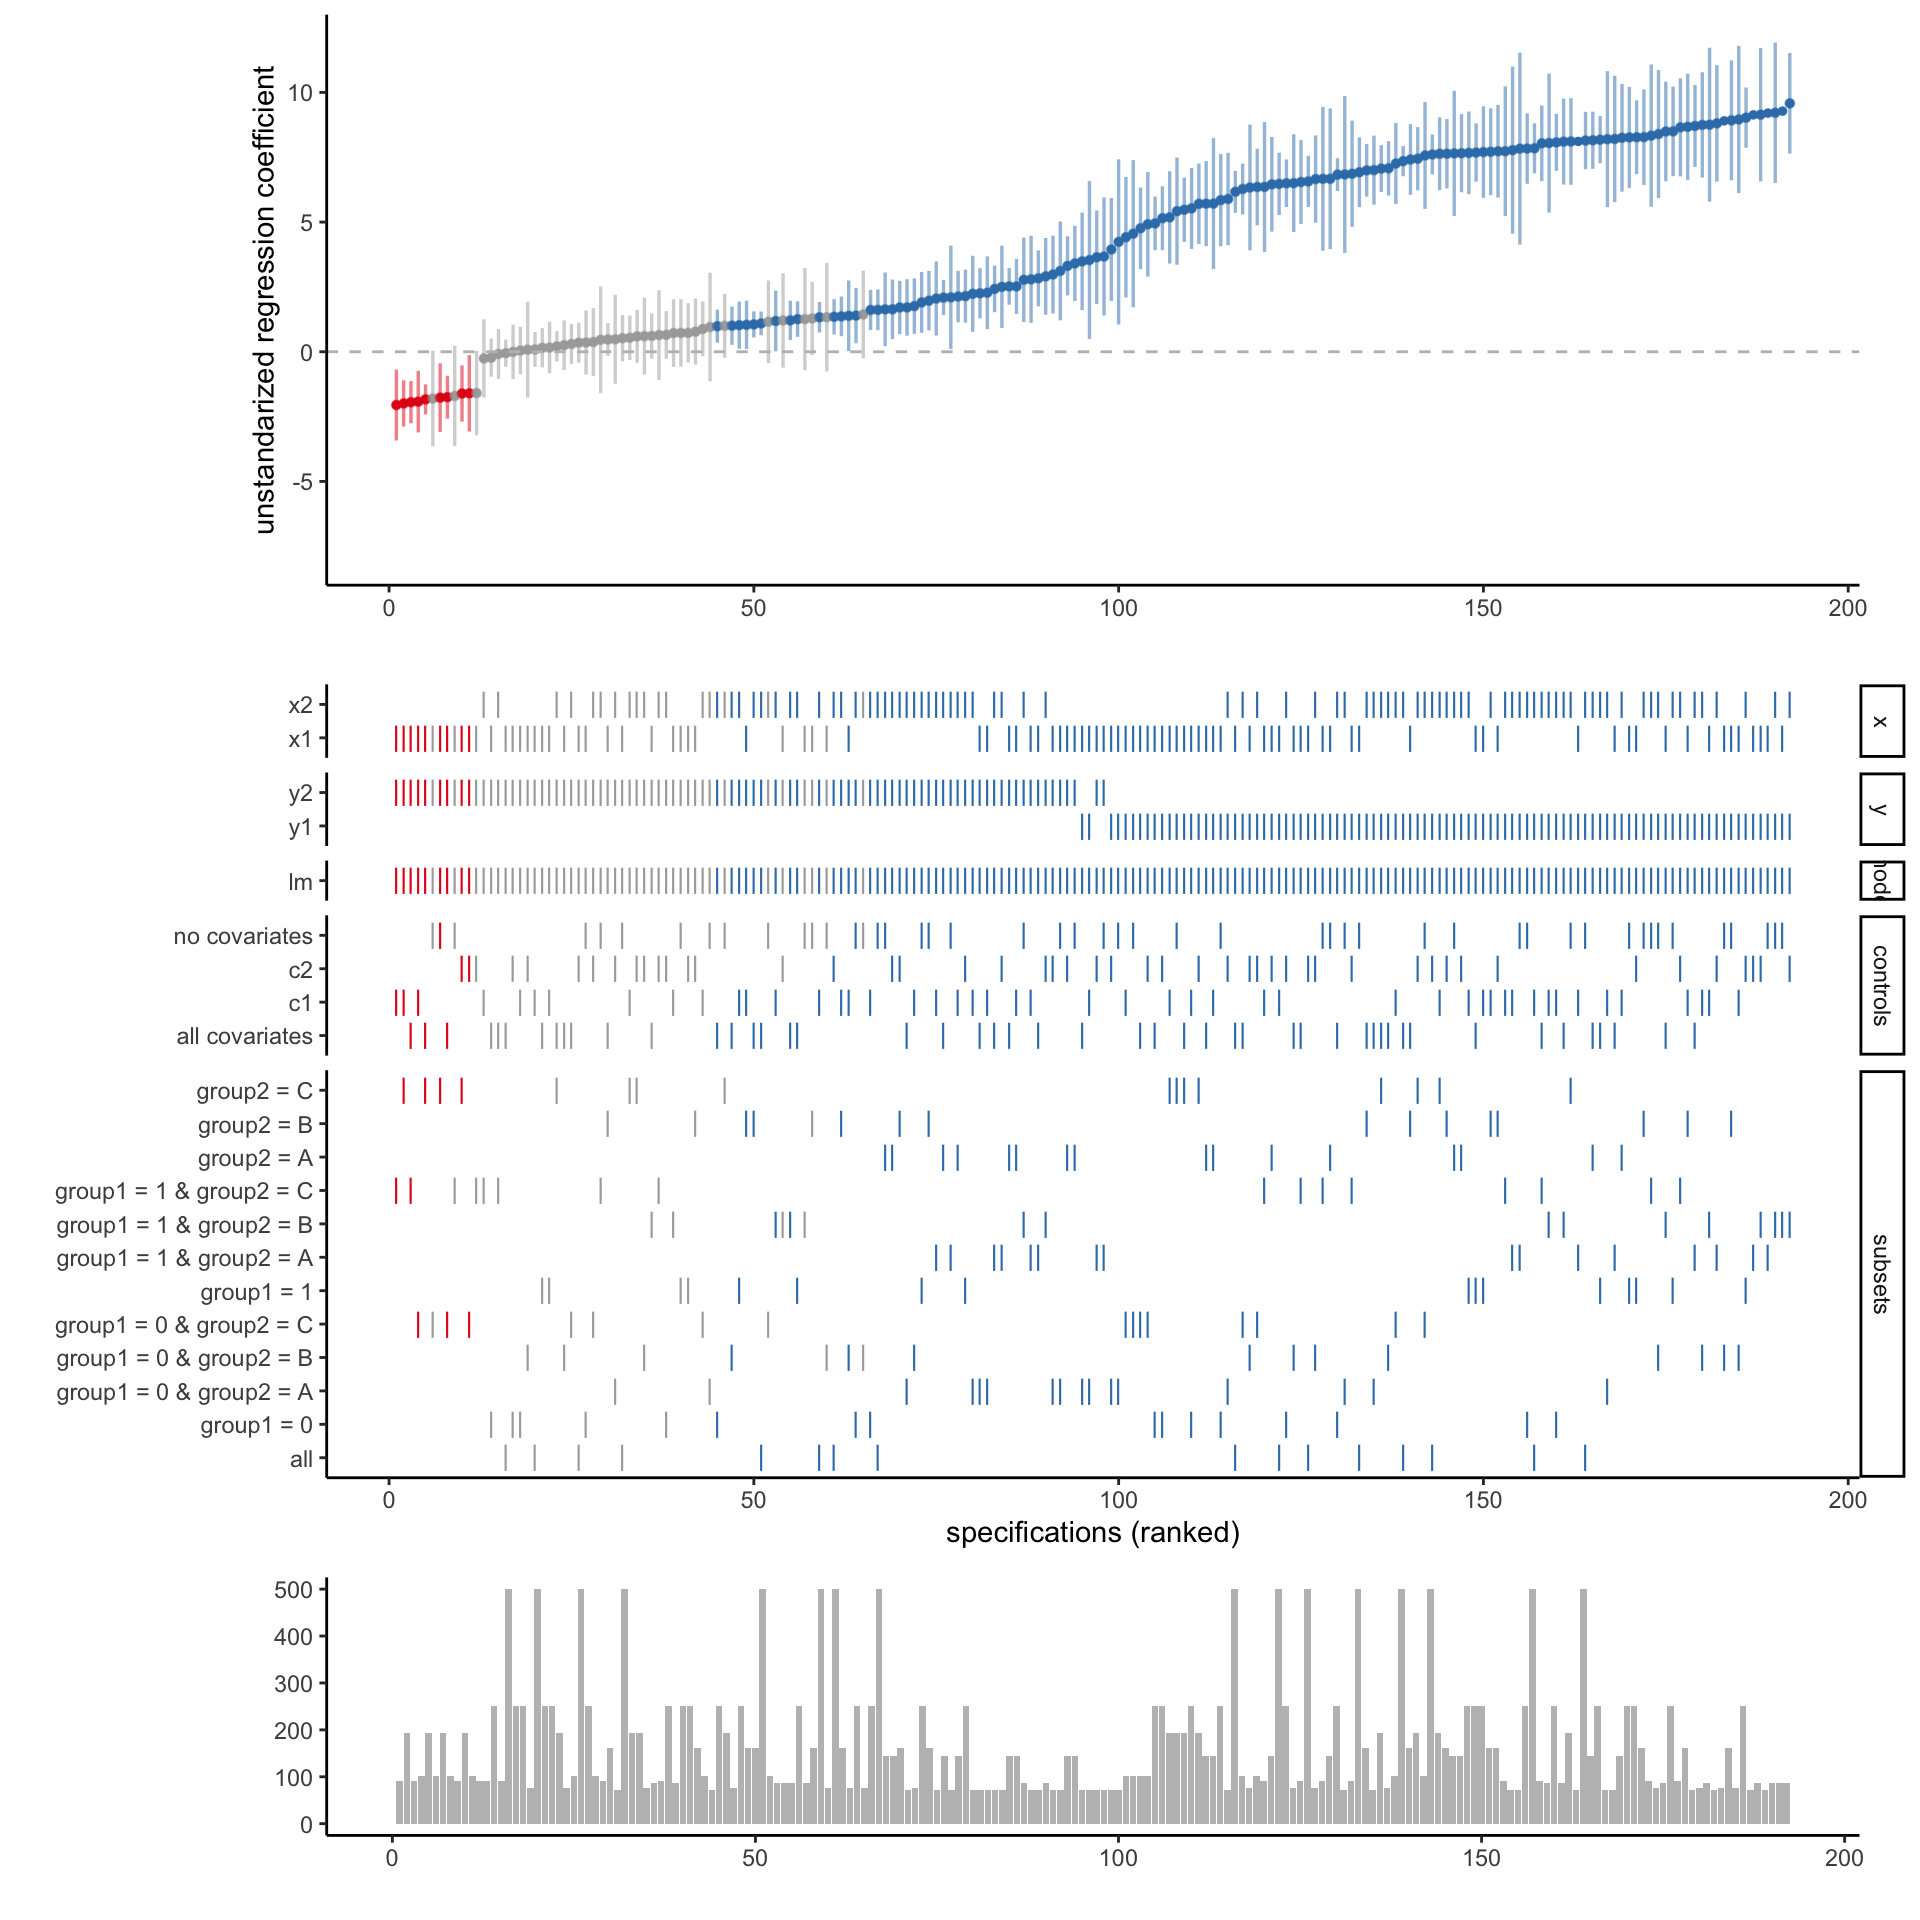 unstandarized regression coefficient
10
5
0
-5
0 50 100 150 200
x2
x1
x
y2
y1
y
lm
no covariates
c2
c1
all covariates
controls
group2 = C
group2 = B
group2 = A
group1 = 1 & group2 = C
group1 = 1 & group2 = B
group1 = 1 & group2 = A
group1 = 1
group1 = 0 & group2 = C
group1 = 0 & group2 = B
group1 = 0 & group2 = A
group1 = 0
all
subsets
0 50 100 150 200
specifications (ranked)
500
400
300
200
100
0
0 50 100 150 200